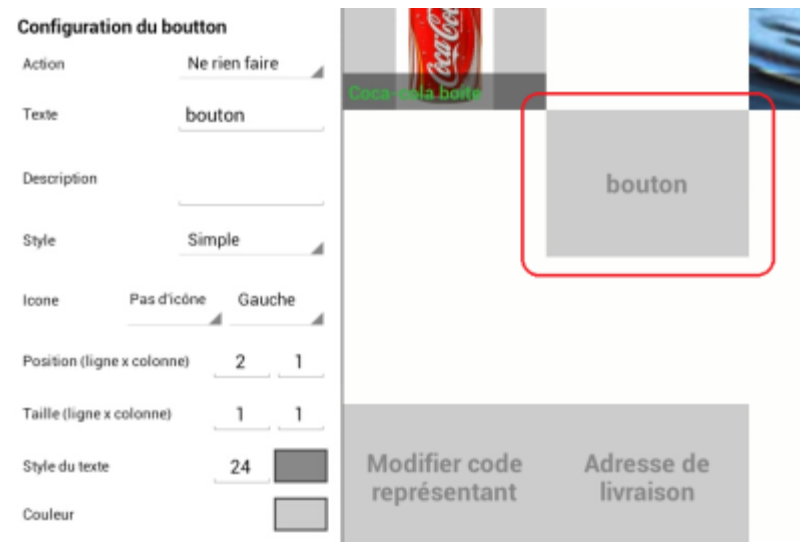 Configuration du boutton
Action Ne rien faire
Texte bouton
Description
Style Simple
Icone Pas d'icône Gauche
Position (ligne x colonne) 2 1
Taille (ligne x colonne) 1 1
Style du texte 24
Couleur
Coca-Cola
Coca-cola boite
bouton
Modifier code
représentant
Adresse de
livraison